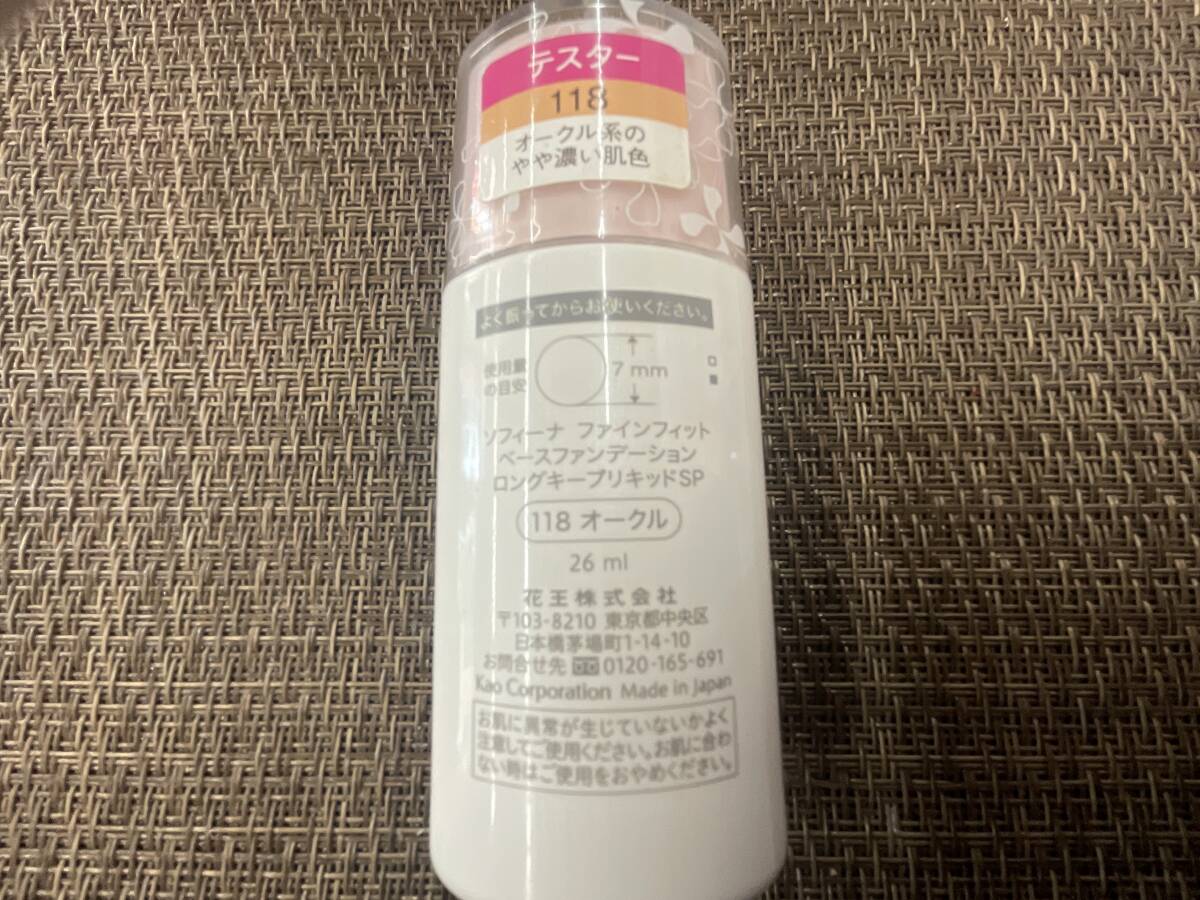 テスター
118
オークル系の
やや濃い肌色
よく振ってからお使いください。
使用量
の目安
7 mm
ソフィーナ ファインフィット
ベースファンデーション
ロングキープリキッドSP
118 オークル
26 ml
花王株式会社
〒103-8210 東京都中央区
日本橋茅場町1-14-10
お問合せ先 0120-165-691
Kao Corporation Made in Japan
お肌に異常が生じていないかよく
注意してご使用ください。お肌に合わ
ない時はご使用をおやめください。